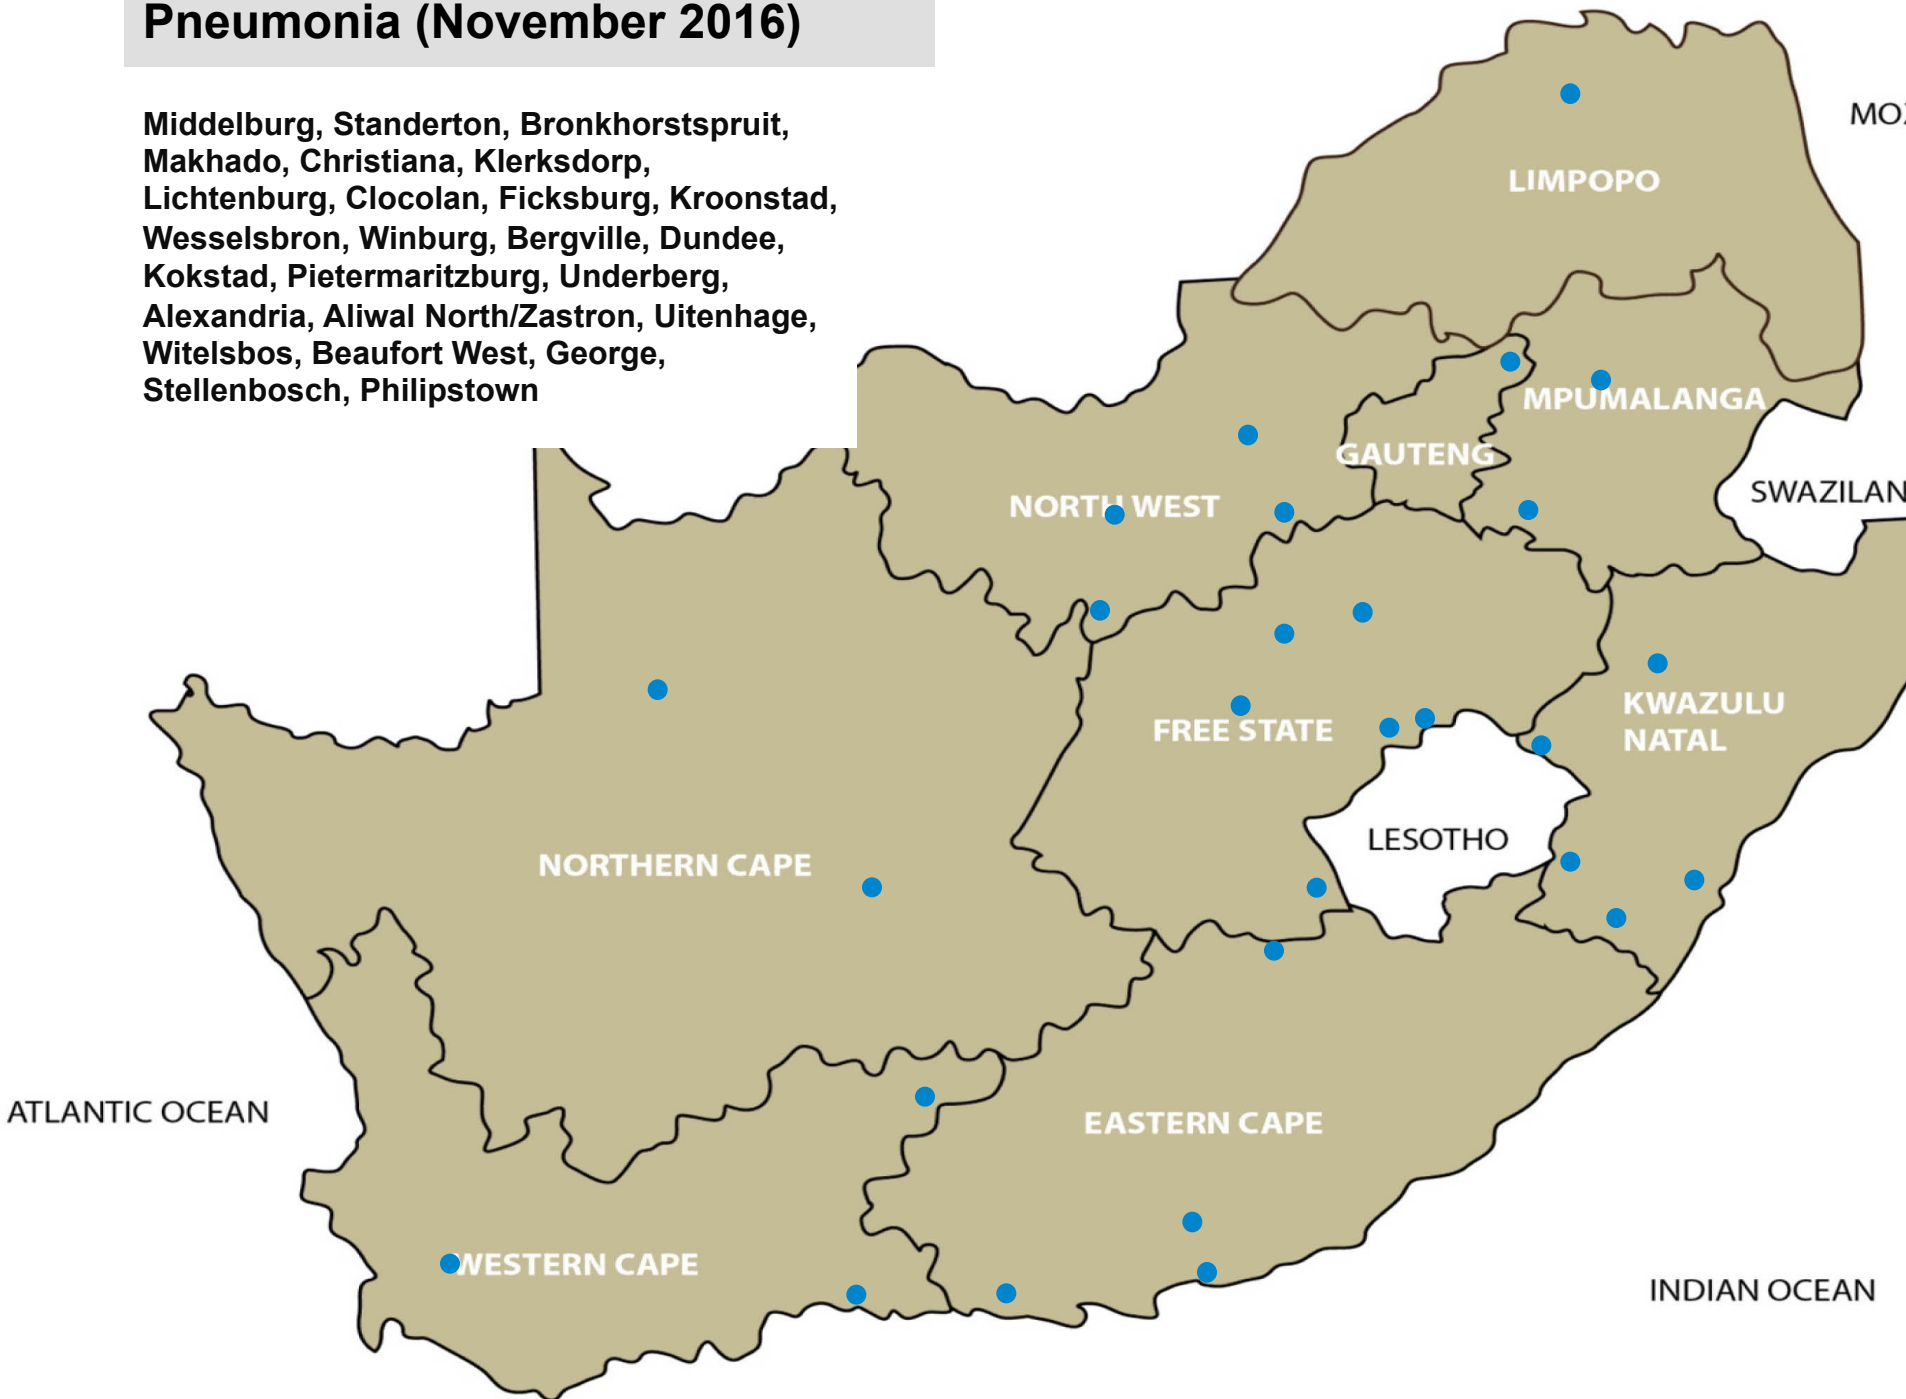 Pneumonia (November 2016)
Middelburg, Standerton, Bronkhorstspruit,
Makhado, Christiana, Klerksdorp,
Lichtenburg, Clocolan, Ficksburg, Kroonstad,
Wesselsbron, Winburg, Bergville, Dundee,
Kokstad, Pietermaritzburg, Underberg,
Alexandria, Aliwal North/Zastron, Uitenhage,
Witelsbos, Beaufort West, George,
Stellenbosch, Philipstown
MOZ
LIMPOPO
MPUMALANGA
GAUTENG
SWAZILAN
NORTH WEST
KWAZULU
NATAL
FREE STATE
LESOTHO
NORTHERN CAPE
ATLANTIC OCEAN
EASTERN CAPE
WESTERN CAPE
INDIAN OCEAN